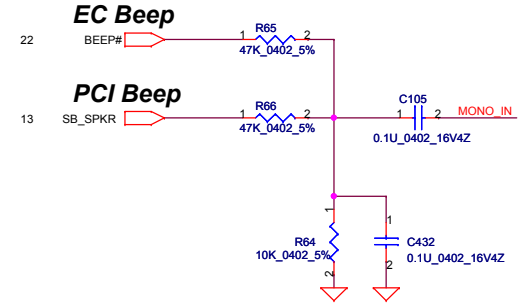 EC Beep
22 BEEP# 1 R65 2
47K_0402_5%
PCI Beep
13 SB_SPKR 1 R66 2
47K_0402_5%
C105
1 2 MONO_IN
0.1U_0402_16V4Z
1
R64
10K_0402_5%
2
1
C432
0.1U_0402_16V4Z
2